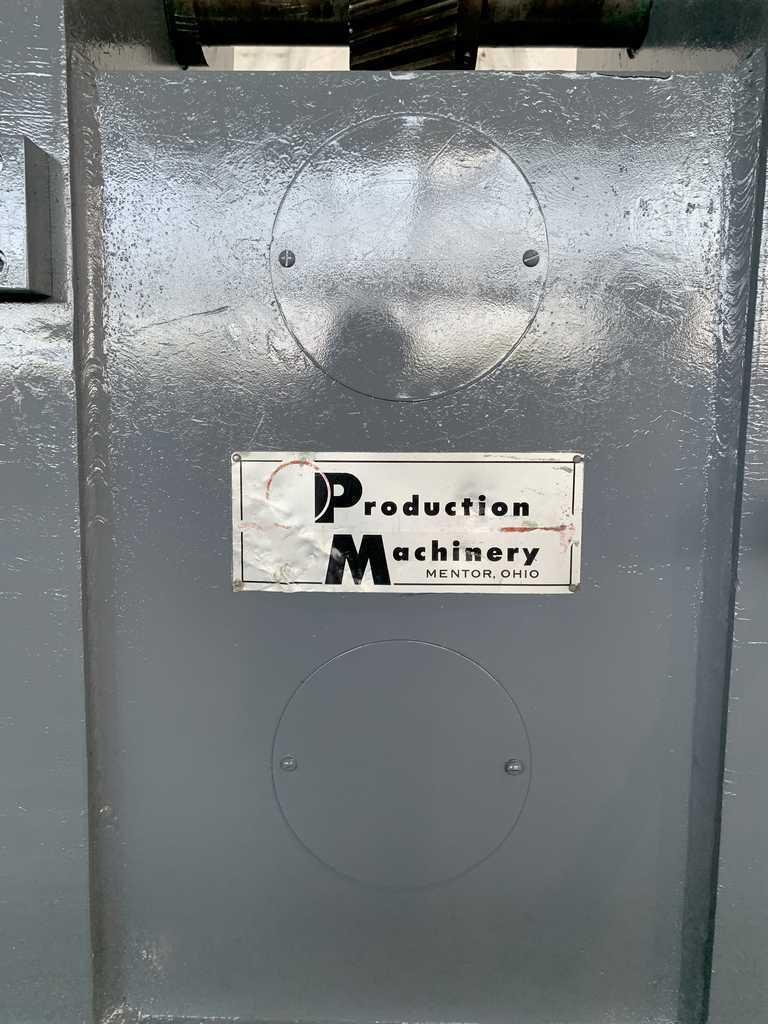 Production
Machinery
MENTOR, OHIO